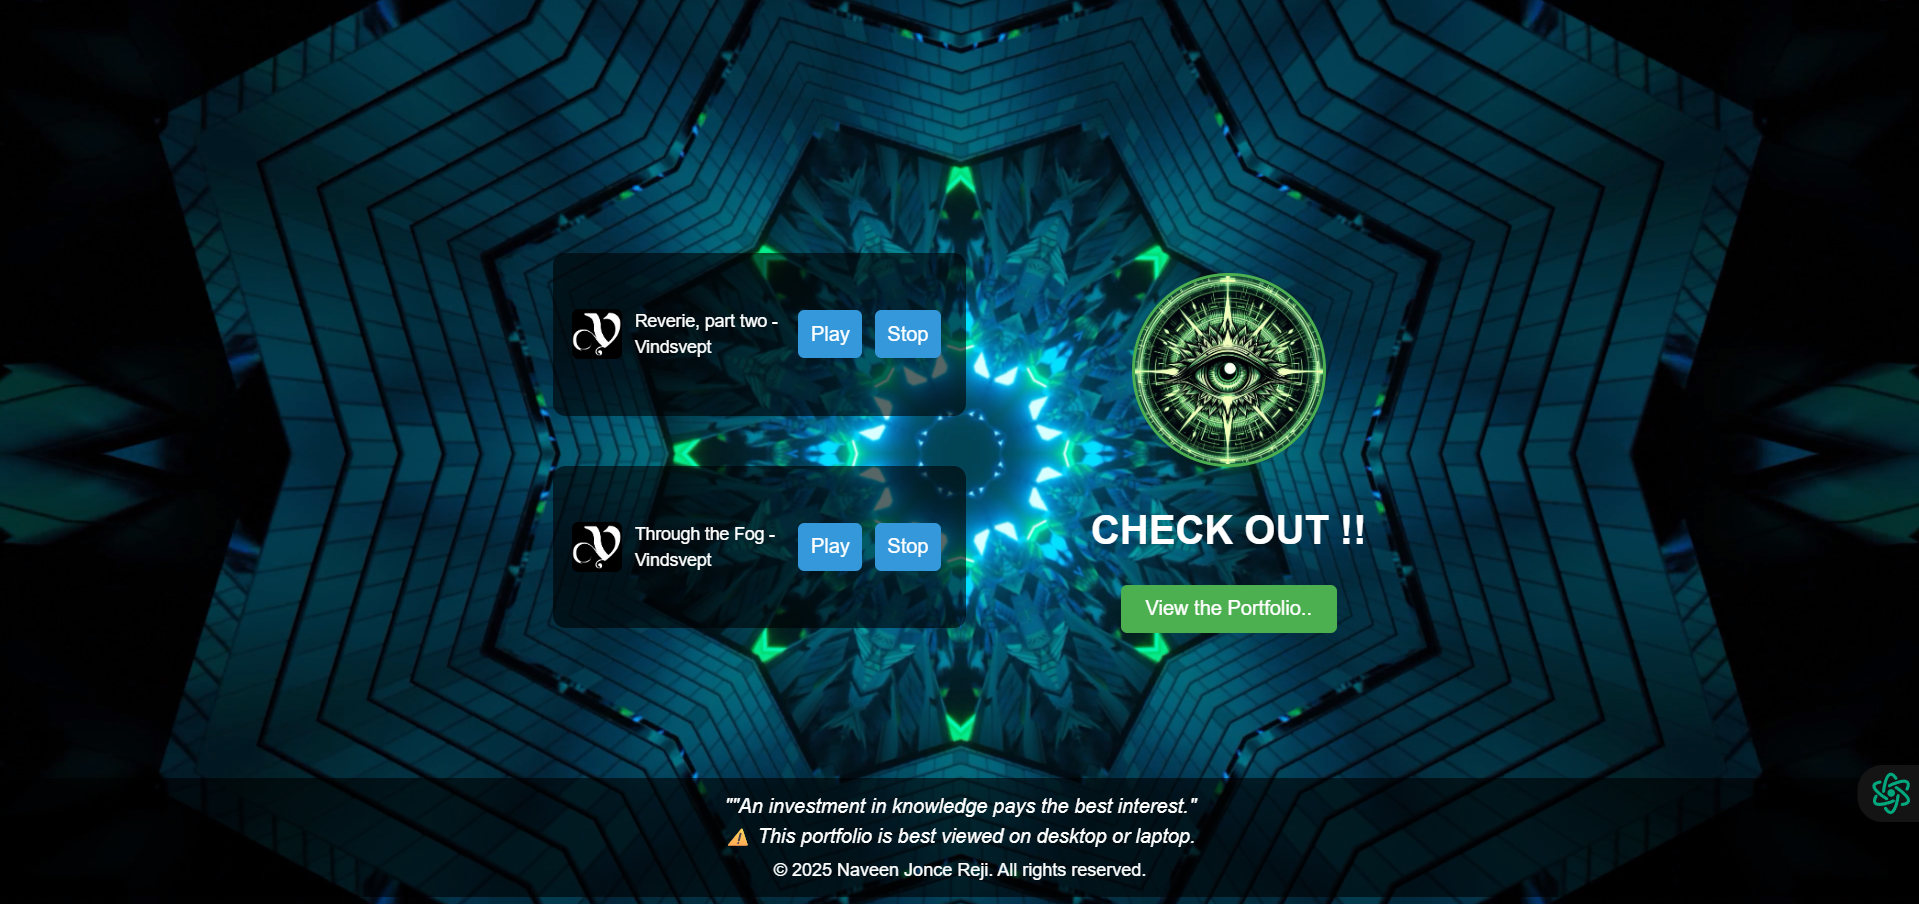 Reverie, part two -
Vindsvept
Play
Stop
Through the Fog -
Vindsvept
Play
Stop
CHECK OUT !!
View the Portfolio..
""An investment in knowledge pays the best interest."
⚠️ This portfolio is best viewed on desktop or laptop.
© 2025 Naveen Jonce Reji. All rights reserved.